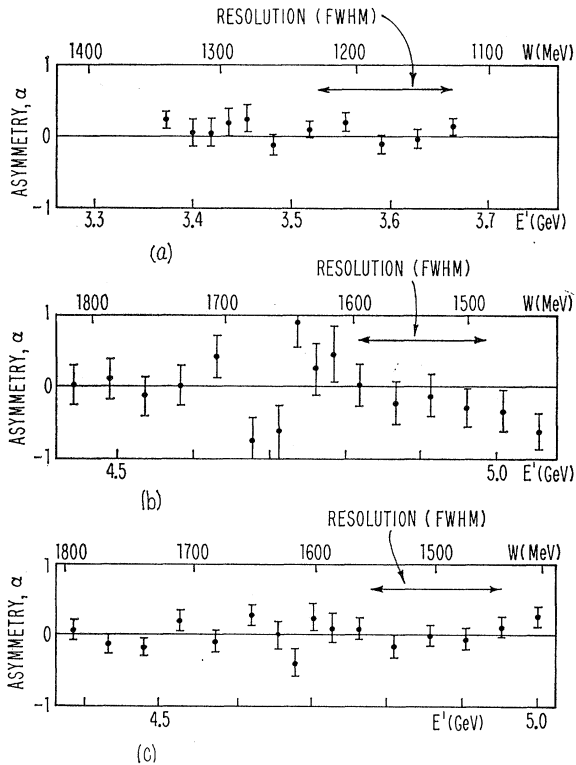 RESOLUTION (FWHM)
1400 1300 1200 1100 W(MeV)
1
0
-1
ASYMMETRY, α
3.3 3.4 3.5 3.6 3.7 E'(GeV)
(a)
RESOLUTION (FWHM)
1800 1700 1600 1500 W(MeV)
1
0
-1
ASYMMETRY, α
4.5 5.0 E'(GeV)
(b)
RESOLUTION (FWHM)
1800 1700 1600 1500 W(MeV)
1
0
-1
ASYMMETRY, α
4.5 E'(GeV) 5.0
(c)